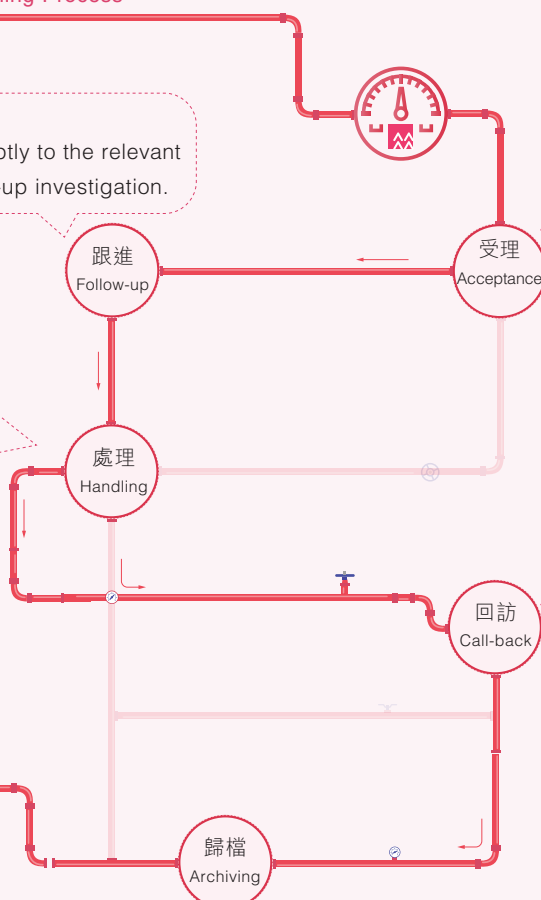 Process
to the relevant
up investigation.
跟進
Follow-up
受理
Acceptance
處理
Handling
回訪
Call-back
歸檔
Archiving